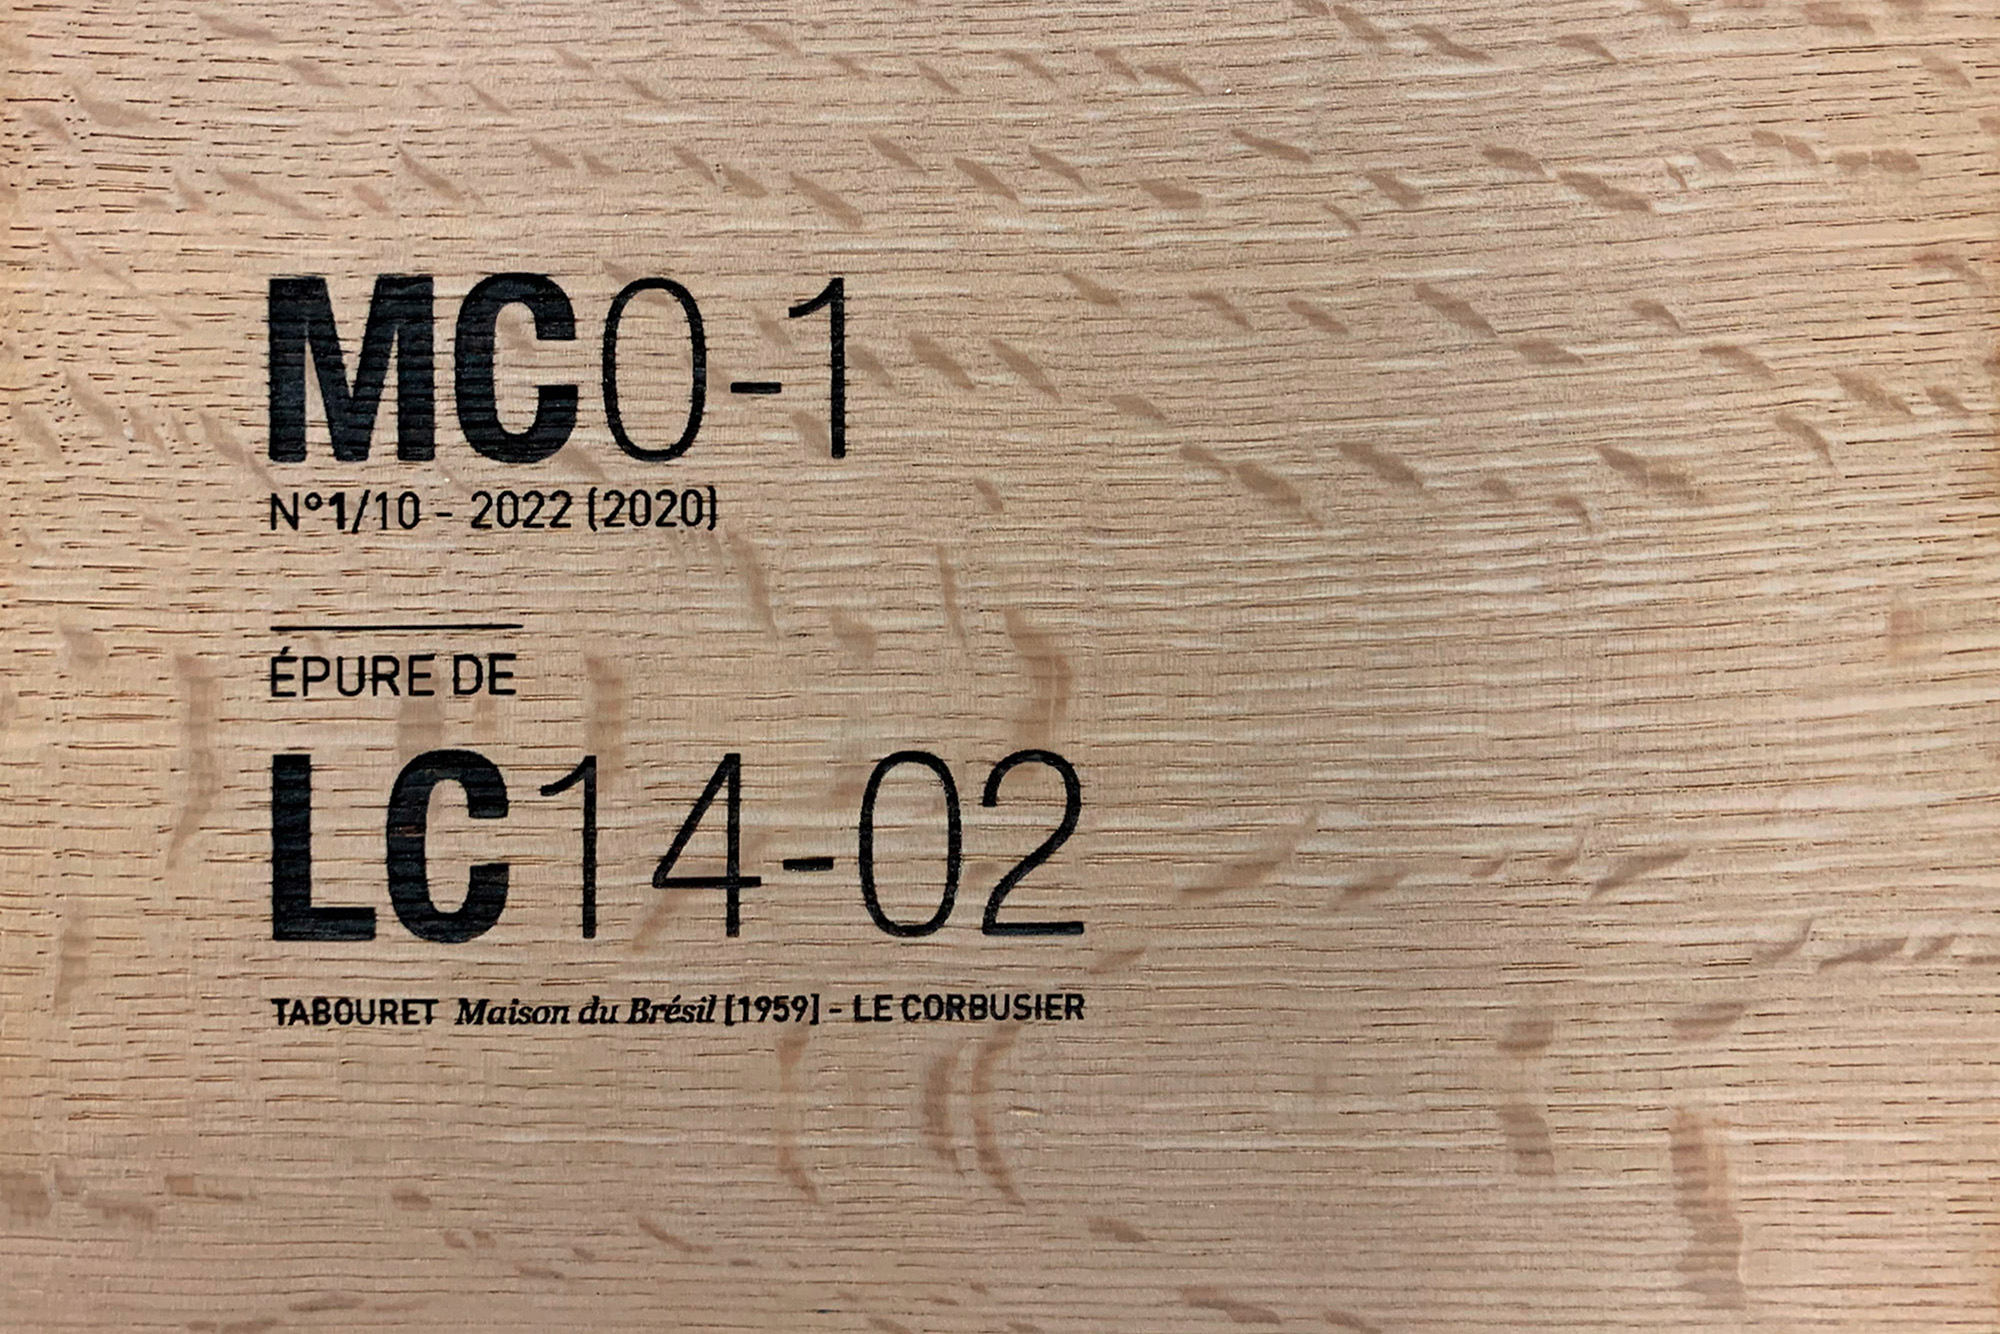 MC0-1
N°1/10 - 2022 (2020)
ÉPURE DE
LC14-02
TABOURET Maison du Brésil [1959] - LE CORBUSIER